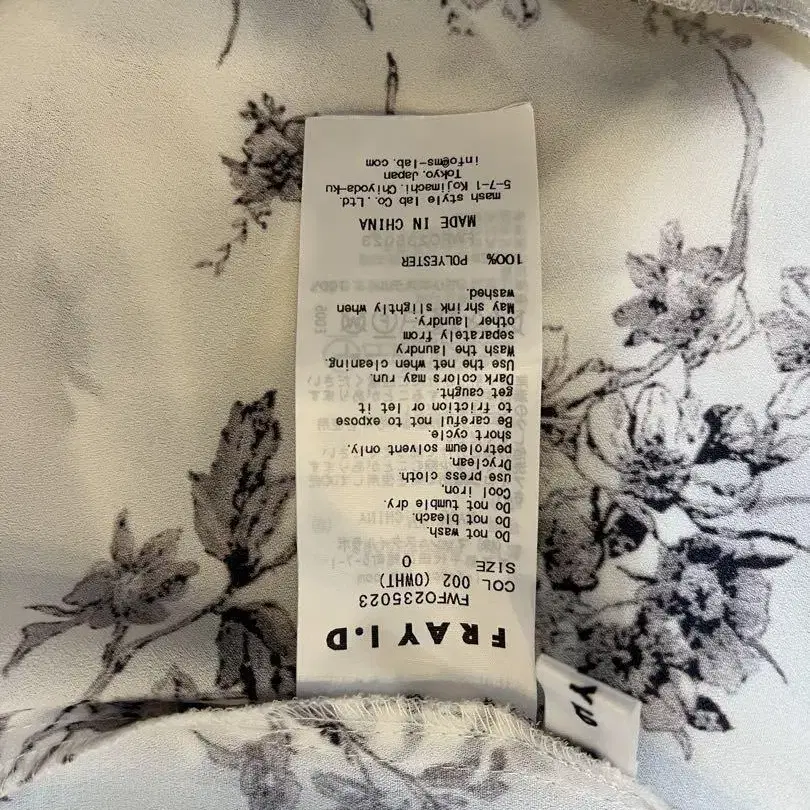 FRAY I.D
FWFO235023
COL 002 (OWHT)
SIZE
0
Do not wash.
Do not bleach.
Do not tumble dry.
Cool iron,
use press cloth.
Dryclean,
petroleum solvent only.
short cycle.
Be careful not to expose
to friction or let it
get caught.
Dark colors may run.
Use the net when cleaning.
Wash the laundry
separately from
other laundry.
May shrink slightly when
washed.
100% POLYESTER
MADE IN CHINA
mash style lab Co., Ltd.
5-7-1 Kojimachi, Chiyoda-ku
Tokyo, Japan
info@ms-lab.com
Y D